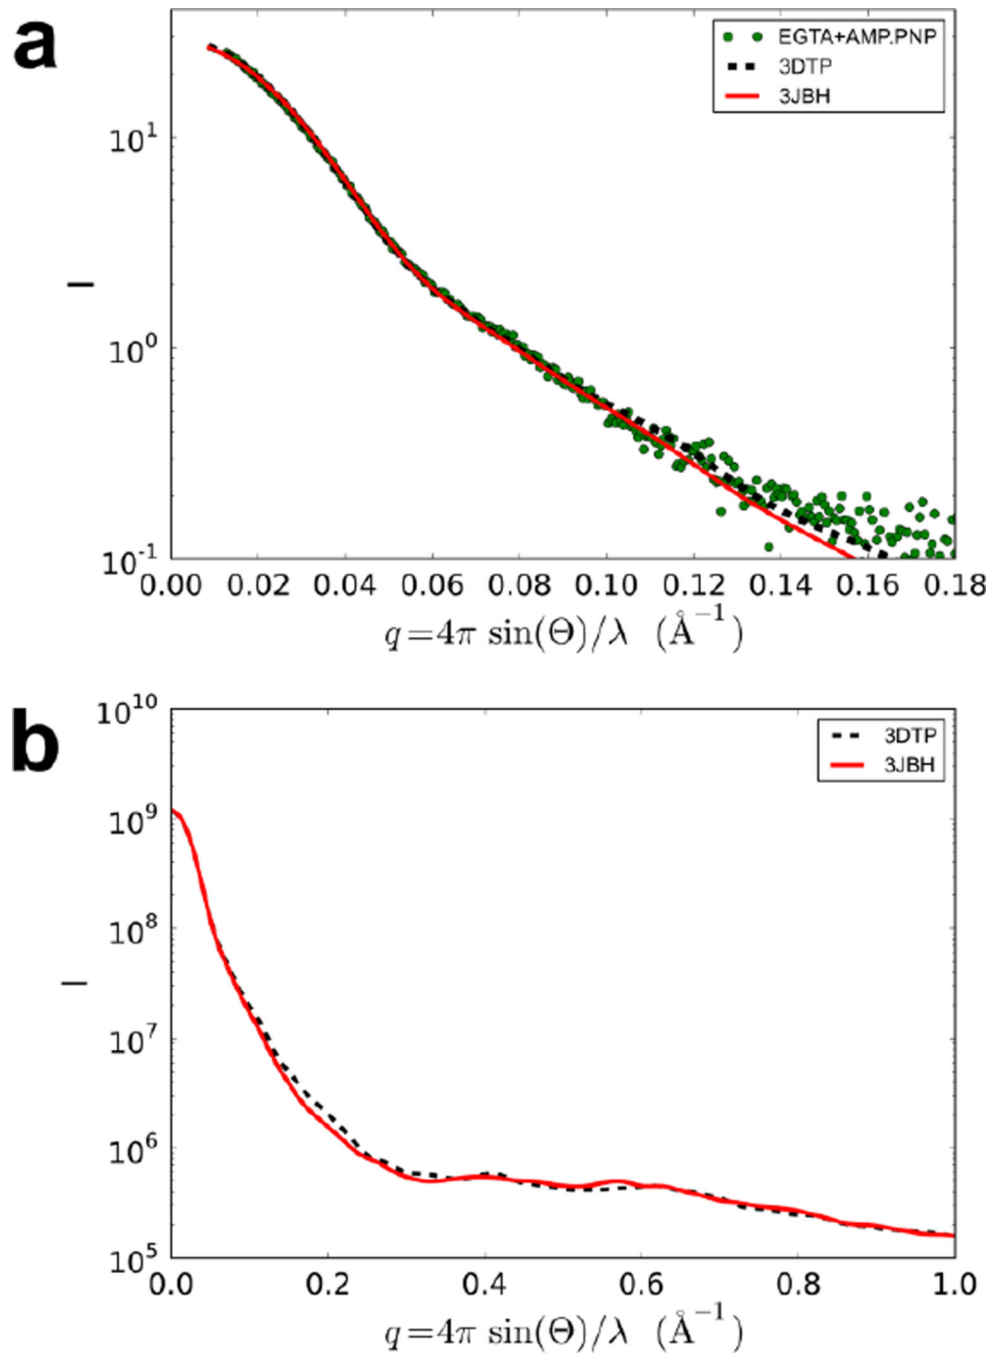 a
EGTA+AMP.PNP
3DTP
3JBH
10^1
10^0
10^-1
I
0.00 0.02 0.04 0.06 0.08 0.10 0.12 0.14 0.16 0.18
q=4π sin(Θ)/λ (Å^-1)
b
3DTP
3JBH
10^10
10^9
10^8
10^7
10^6
10^5
I
0.0 0.2 0.4 0.6 0.8 1.0
q=4π sin(Θ)/λ (Å^-1)